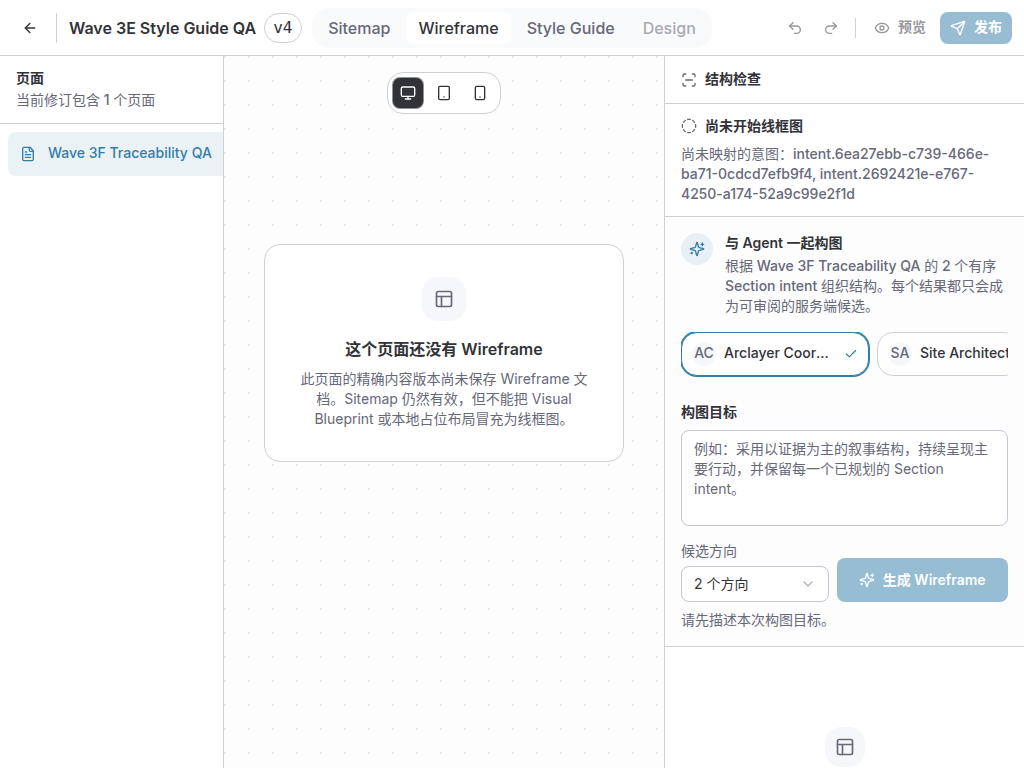 Wave 3E Style Guide QA
v4
Sitemap
Wireframe
Style Guide
Design
预览
发布
页面
当前修订包含 1 个页面
Wave 3F Traceability QA
这个页面还没有 Wireframe
此页面的精确内容版本尚未保存 Wireframe 文
档。Sitemap 仍然有效，但不能把 Visual
Blueprint 或本地占位布局冒充为线框图。
结构检查
尚未开始线框图
尚未映射的意图：intent.6ea27ebb-c739-466e-
ba71-0cdcd7efb9f4, intent.2692421e-e767-
4250-a174-52a9c99e2f1d
与 Agent 一起构图
根据 Wave 3F Traceability QA 的 2 个有序
Section intent 组织结构。每个结果都只会成
为可审阅的服务端候选。
AC
Arclayer Coor...
SA
Site Architect
构图目标
例如：采用以证据为主的叙事结构，持续呈现主
要行动，并保留每一个已规划的 Section
intent。
候选方向
2 个方向
生成 Wireframe
请先描述本次构图目标。